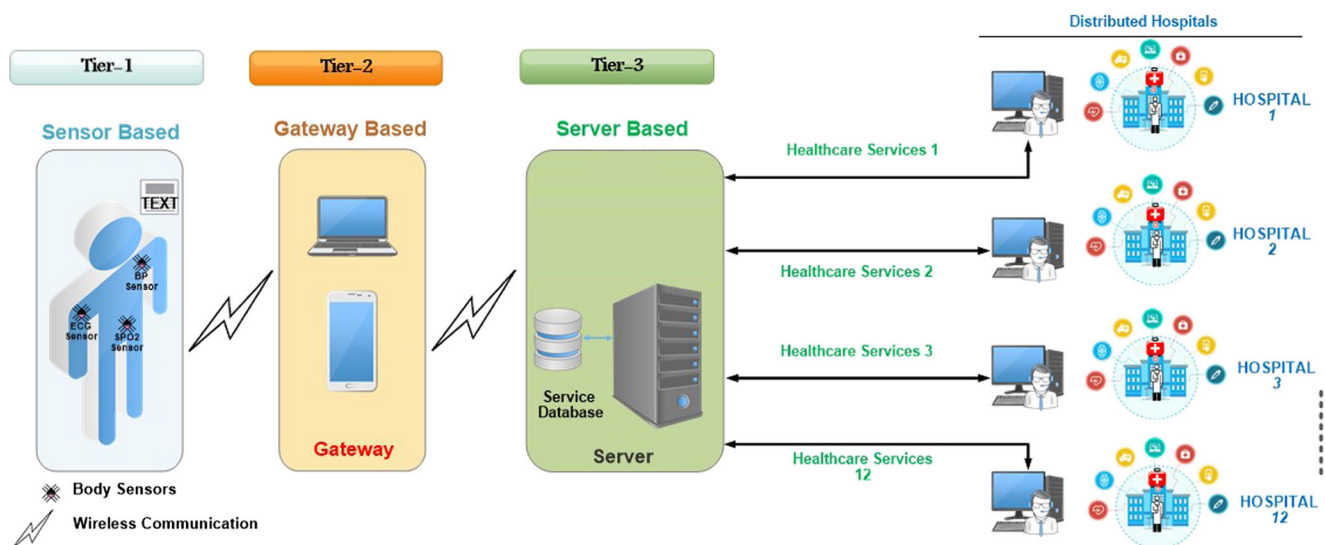 Distributed Hospitals
Tier-1
Tier-2
Tier-3
Sensor Based
Gateway Based
Server Based
TEXT
BP
Sensor
ECG
Sensor
SPO2
Sensor
Gateway
Service
Database
Server
Healthcare Services 1
Healthcare Services 2
Healthcare Services 3
Healthcare Services
12
HOSPITAL
1
HOSPITAL
2
HOSPITAL
3
HOSPITAL
12
Body Sensors
Wireless Communication